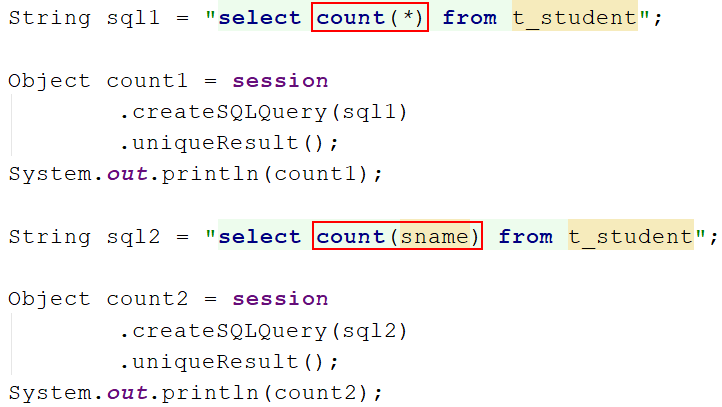 String sql1 = "select count(*) from t_student";
Object count1 = session
.createSQLQuery(sql1)
.uniqueResult();
System.out.println(count1);
String sql2 = "select count(sname) from t_student";
Object count2 = session
.createSQLQuery(sql2)
.uniqueResult();
System.out.println(count2);